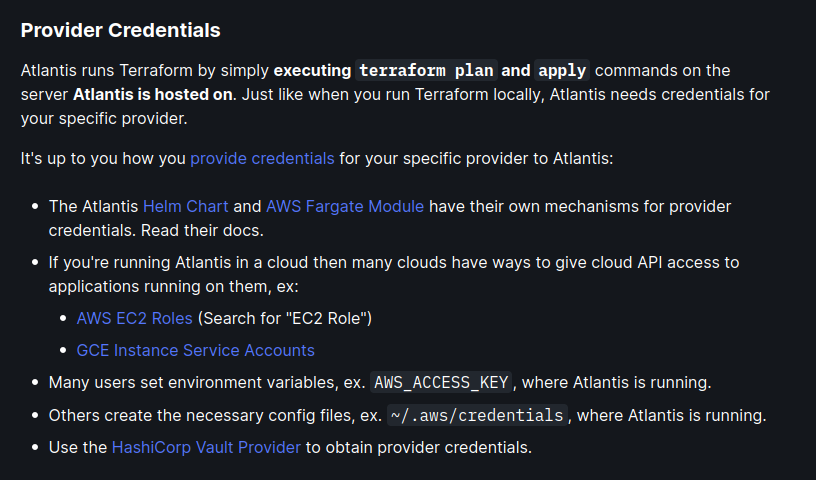 Provider Credentials
Atlantis runs Terraform by simply executing terraform plan and apply commands on the
server Atlantis is hosted on. Just like when you run Terraform locally, Atlantis needs credentials for
your specific provider.
It's up to you how you provide credentials for your specific provider to Atlantis:
• The Atlantis Helm Chart and AWS Fargate Module have their own mechanisms for provider
credentials. Read their docs.
• If you're running Atlantis in a cloud then many clouds have ways to give cloud API access to
applications running on them, ex:
• AWS EC2 Roles (Search for "EC2 Role")
• GCE Instance Service Accounts
• Many users set environment variables, ex. AWS_ACCESS_KEY, where Atlantis is running.
• Others create the necessary config files, ex. ~/.aws/credentials, where Atlantis is running.
• Use the HashiCorp Vault Provider to obtain provider credentials.